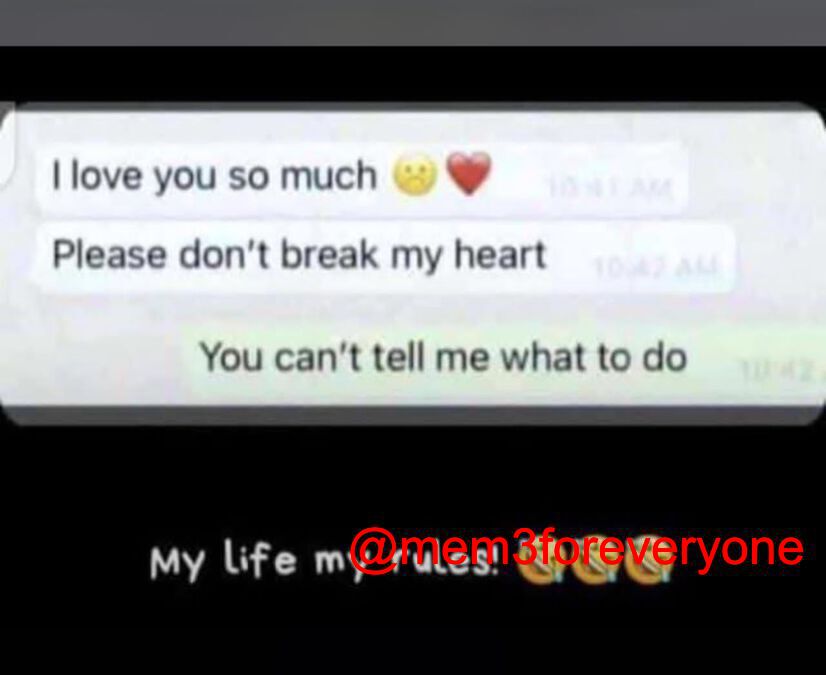 I love you so much 🙁❤️ 10:41 AM
Please don't break my heart 10:42 AM
You can't tell me what to do 10:42
My life my rules! 🤣🤣🤣
@mem3foreveryone